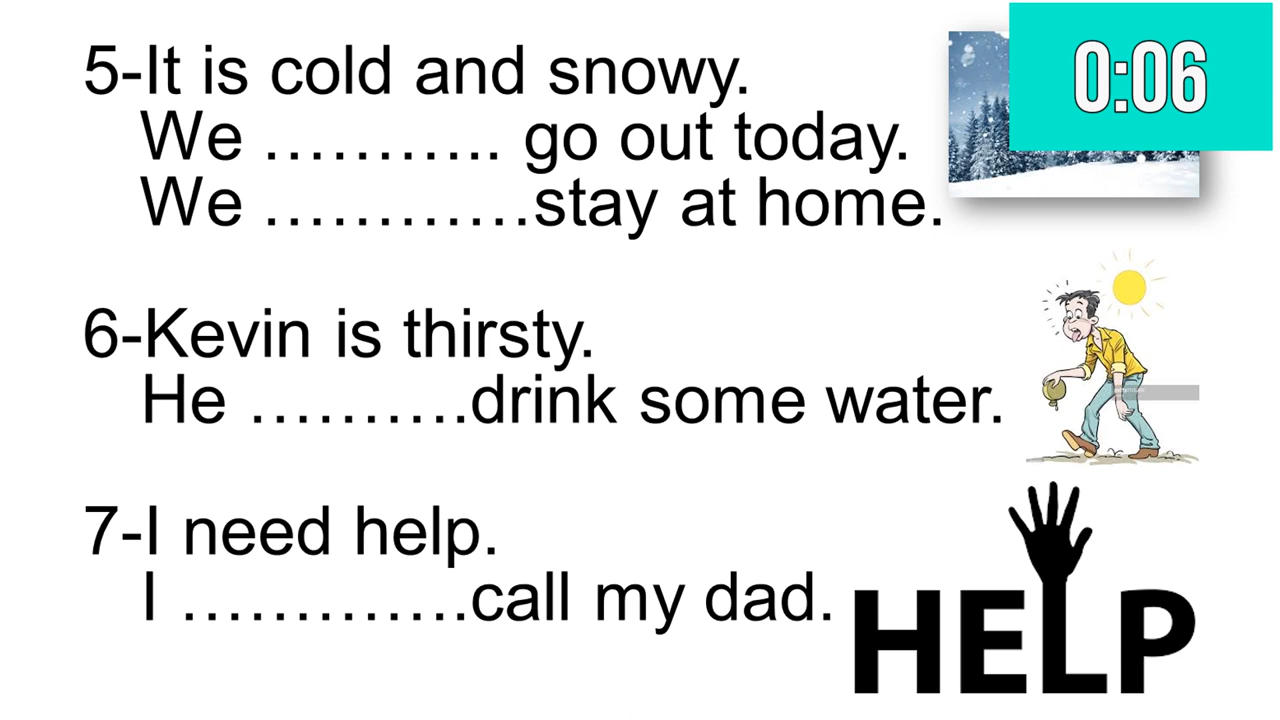 5-It is cold and snowy.
0:06
We ……….. go out today.
We …………stay at home.
6-Kevin is thirsty.
He ……….drink some water.
7-I need help.
I ………….call my dad.
HELP